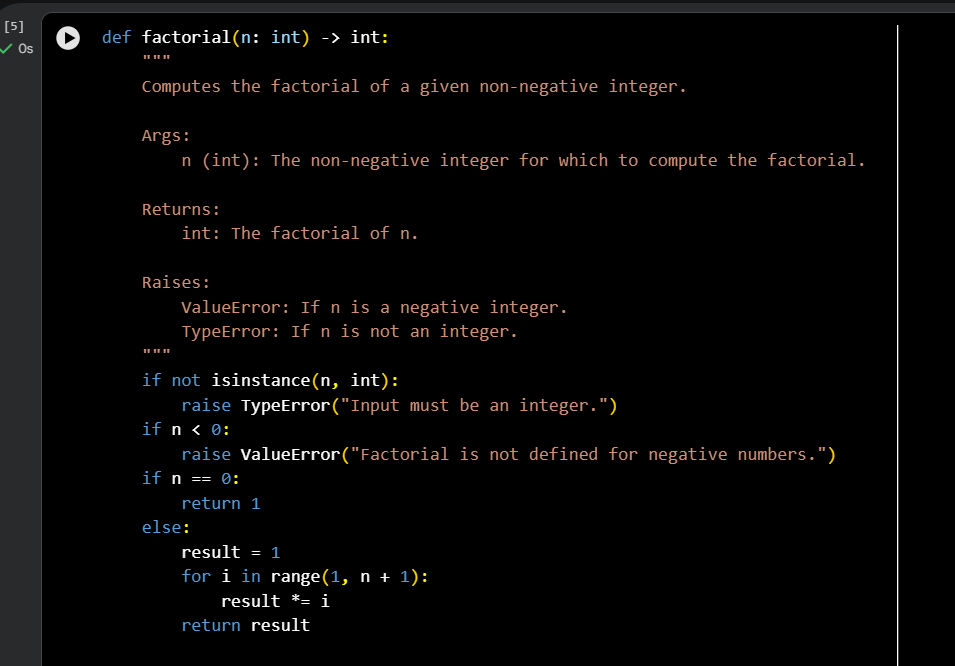 [5]
0s
def factorial(n: int) -> int:
    """
    Computes the factorial of a given non-negative integer.

    Args:
        n (int): The non-negative integer for which to compute the factorial.

    Returns:
        int: The factorial of n.

    Raises:
        ValueError: If n is a negative integer.
        TypeError: If n is not an integer.
    """
    if not isinstance(n, int):
        raise TypeError("Input must be an integer.")
    if n < 0:
        raise ValueError("Factorial is not defined for negative numbers.")
    if n == 0:
        return 1
    else:
        result = 1
        for i in range(1, n + 1):
            result *= i
        return result